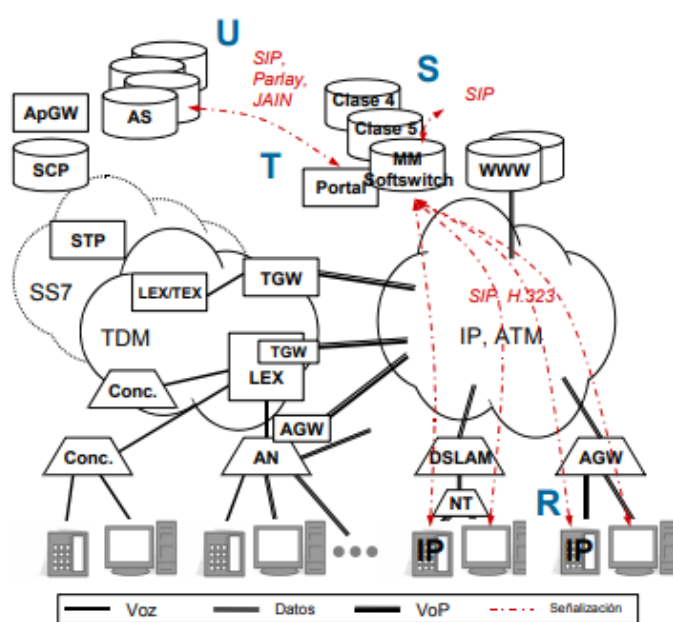 U
SIP,
Parlay,
JAIN
S
SIP
Clase 4
Clase 5
MM
Softswitch
ApGW
AS
SCP
T
Portal
WWW
STP
SS7
LEX/TEX
TGW
TDM
SIP, H.323
IP, ATM
TGW
LEX
Conc.
AGW
Conc.
AN
DSLAM
AGW
NT
R
IP
IP
Voz
Datos
VoP
Señalización